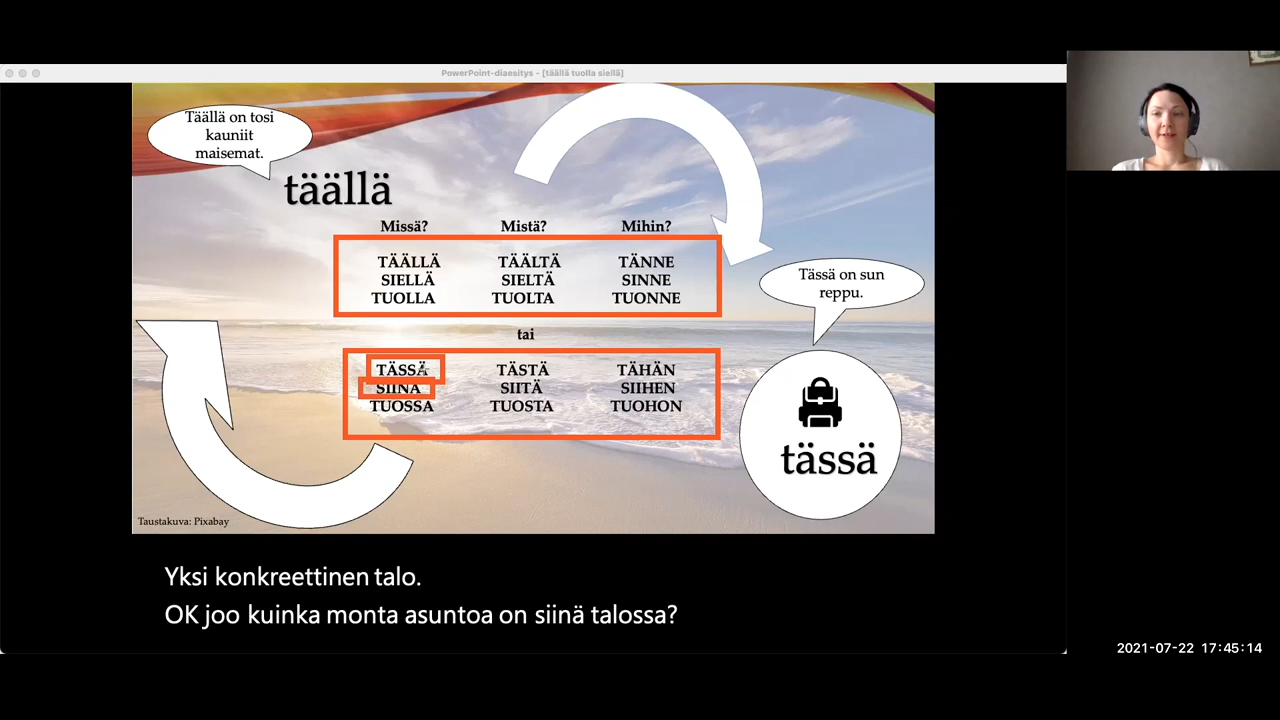 PowerPoint-diaesitys - [täällä tuolla siellä]
Täällä on tosi
kauniit
maisemat.
täällä
Missä? Mistä? Mihin?
TÄÄLLÄ TÄÄLTÄ TÄNNE
SIELLÄ SIELTÄ SINNE
TUOLLA TUOLTA TUONNE
tai
TÄSSÄ TÄSTÄ TÄHÄN
SIINÄ SIITÄ SIIHEN
TUOSSA TUOSTA TUOHON
Tässä on sun
reppu.
tässä
Taustakuva: Pixabay
Yksi konkreettinen talo.
OK joo kuinka monta asuntoa on siinä talossa?
2021-07-22 17:45:14